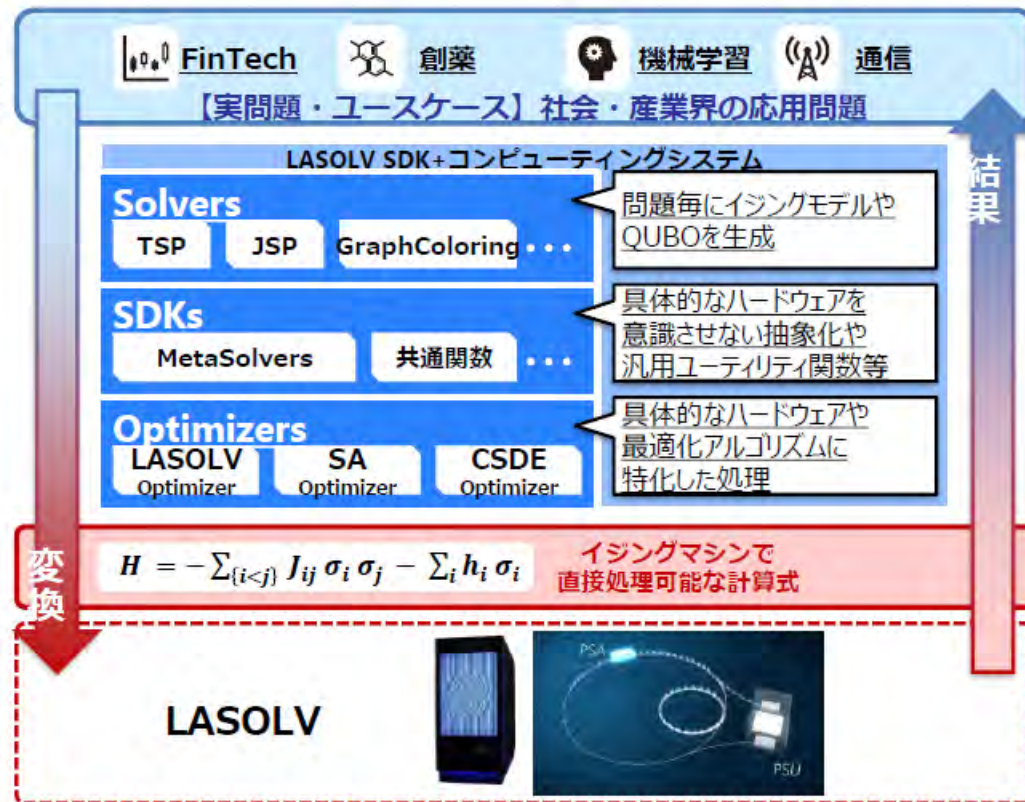 FinTech 創薬 機械学習 通信
【実問題・ユースケース】社会・産業界の応用問題
LASOLV SDK+コンピューティングシステム
Solvers
TSP JSP GraphColoring ・・・
問題毎にイジングモデルや
QUBOを生成
SDKs
MetaSolvers 共通関数 ・・・
具体的なハードウェアを
意識させない抽象化や
汎用ユーティリティ関数等
Optimizers
LASOLV Optimizer
SA Optimizer
CSDE Optimizer
具体的なハードウェアや
最適化アルゴリズムに
特化した処理
変換
結果
H = −∑{i<j} Jij σi σj − ∑i hi σi
イジングマシンで
直接処理可能な計算式
LASOLV
PSA
PSU